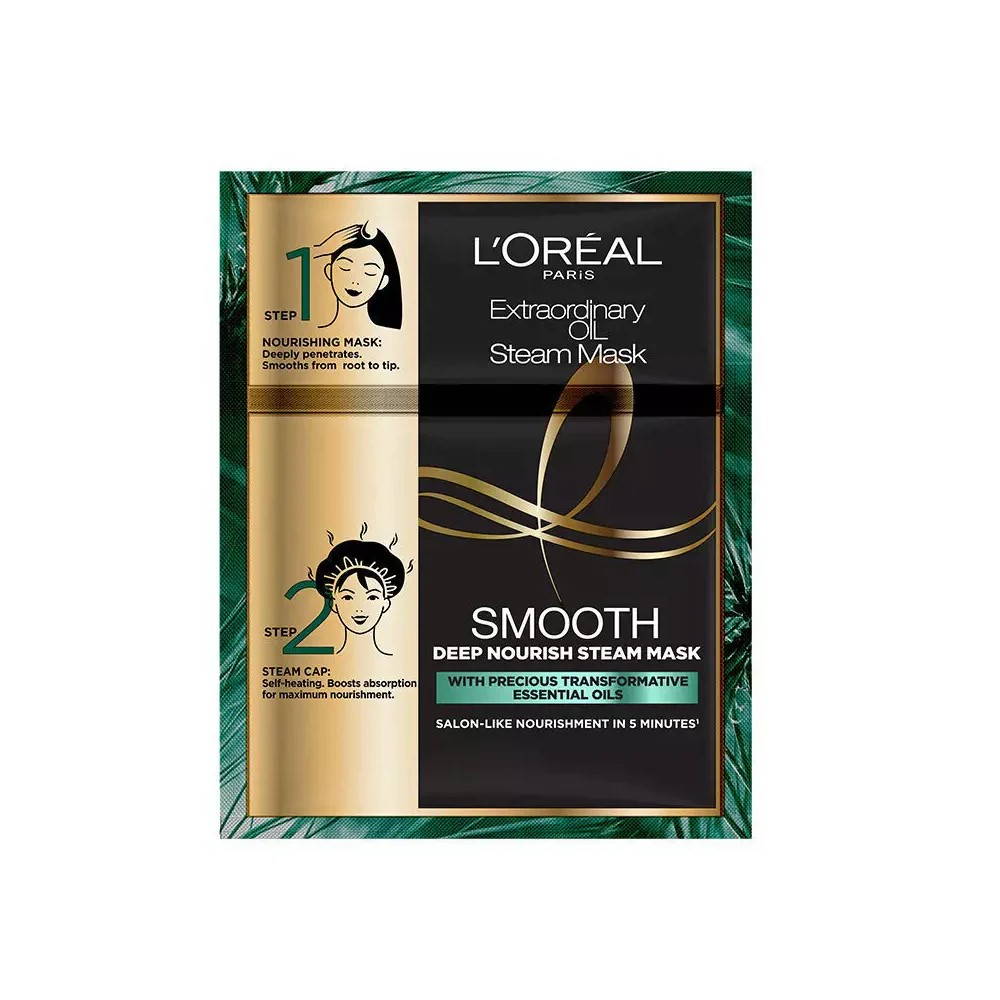 1
STEP
NOURISHING MASK:
Deeply penetrates.
Smooths from root to tip.
2
STEP
STEAM CAP:
Self-heating. Boosts absorption
for maximum nourishment.
L'ORÉAL
PARIS
Extraordinary
OIL
Steam Mask
SMOOTH
DEEP NOURISH STEAM MASK
WITH PRECIOUS TRANSFORMATIVE
ESSENTIAL OILS
SALON-LIKE NOURISHMENT IN 5 MINUTES¹